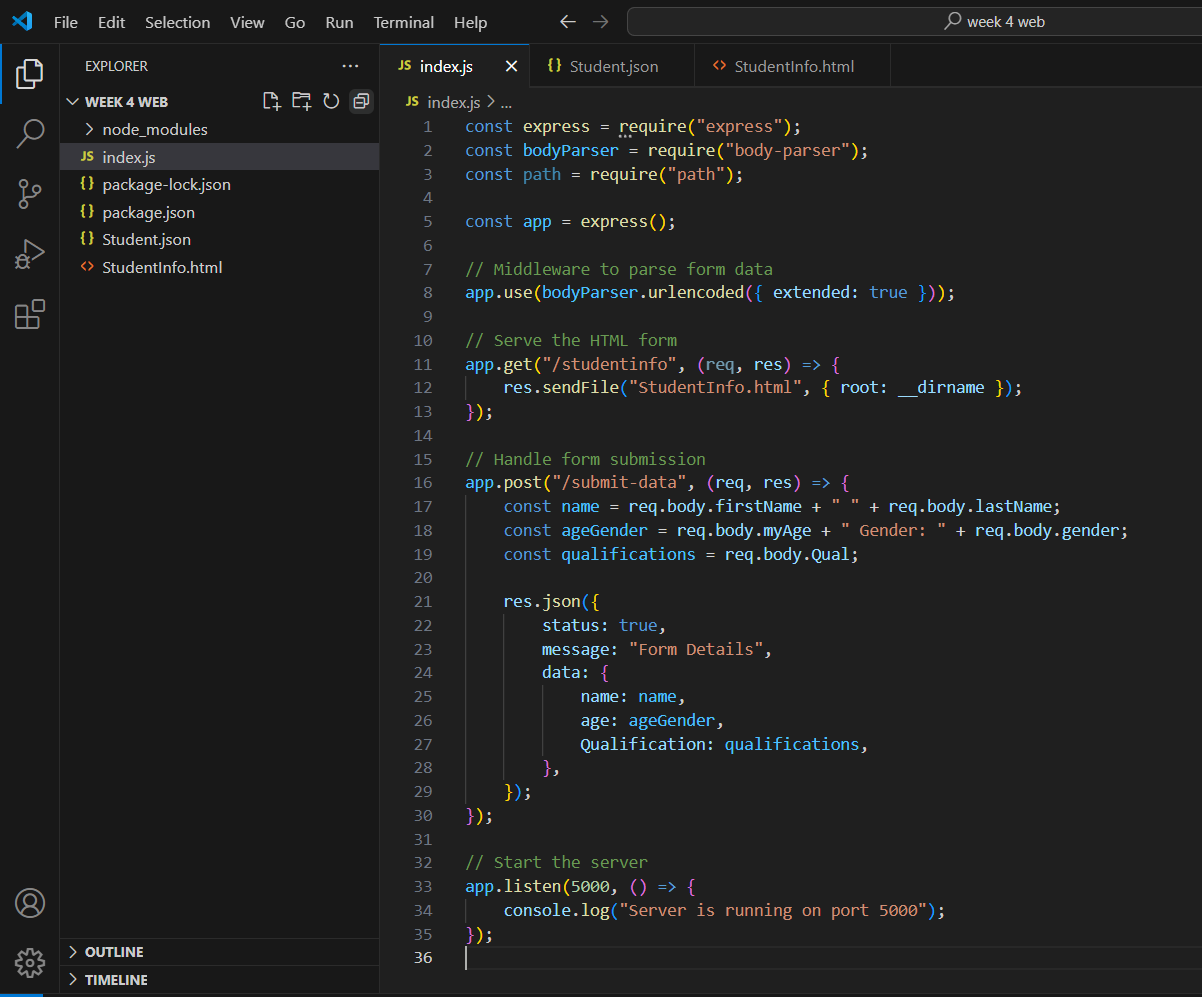 File Edit Selection View Go Run Terminal Help
week 4 web
EXPLORER
WEEK 4 WEB
node_modules
JS index.js
{} package-lock.json
{} package.json
{} Student.json
<> StudentInfo.html
OUTLINE
TIMELINE
JS index.js
{} Student.json
<> StudentInfo.html
JS index.js > ...
1 const express = require("express");
2 const bodyParser = require("body-parser");
3 const path = require("path");
4
5 const app = express();
6
7 // Middleware to parse form data
8 app.use(bodyParser.urlencoded({ extended: true }));
9
10 // Serve the HTML form
11 app.get("/studentinfo", (req, res) => {
12     res.sendFile("StudentInfo.html", { root: __dirname });
13 });
14
15 // Handle form submission
16 app.post("/submit-data", (req, res) => {
17     const name = req.body.firstName + " " + req.body.lastName;
18     const ageGender = req.body.myAge + " Gender: " + req.body.gender;
19     const qualifications = req.body.Qual;
20
21     res.json({
22         status: true,
23         message: "Form Details",
24         data: {
25             name: name,
26             age: ageGender,
27             Qualification: qualifications,
28         },
29     });
30 });
31
32 // Start the server
33 app.listen(5000, () => {
34     console.log("Server is running on port 5000");
35 });
36